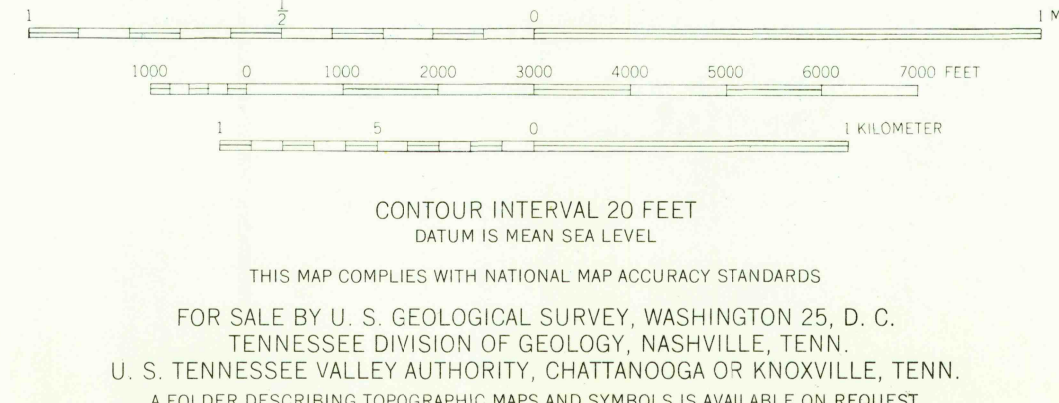 1 1/2 0 1 M
1000 0 1000 2000 3000 4000 5000 6000 7000 FEET
1 5 0 1 KILOMETER
CONTOUR INTERVAL 20 FEET
DATUM IS MEAN SEA LEVEL
THIS MAP COMPLIES WITH NATIONAL MAP ACCURACY STANDARDS
FOR SALE BY U. S. GEOLOGICAL SURVEY, WASHINGTON 25, D. C.
TENNESSEE DIVISION OF GEOLOGY, NASHVILLE, TENN.
U. S. TENNESSEE VALLEY AUTHORITY, CHATTANOOGA OR KNOXVILLE, TENN.
A FOLDER DESCRIBING TOPOGRAPHIC MAPS AND SYMBOLS IS AVAILABLE ON REQUEST